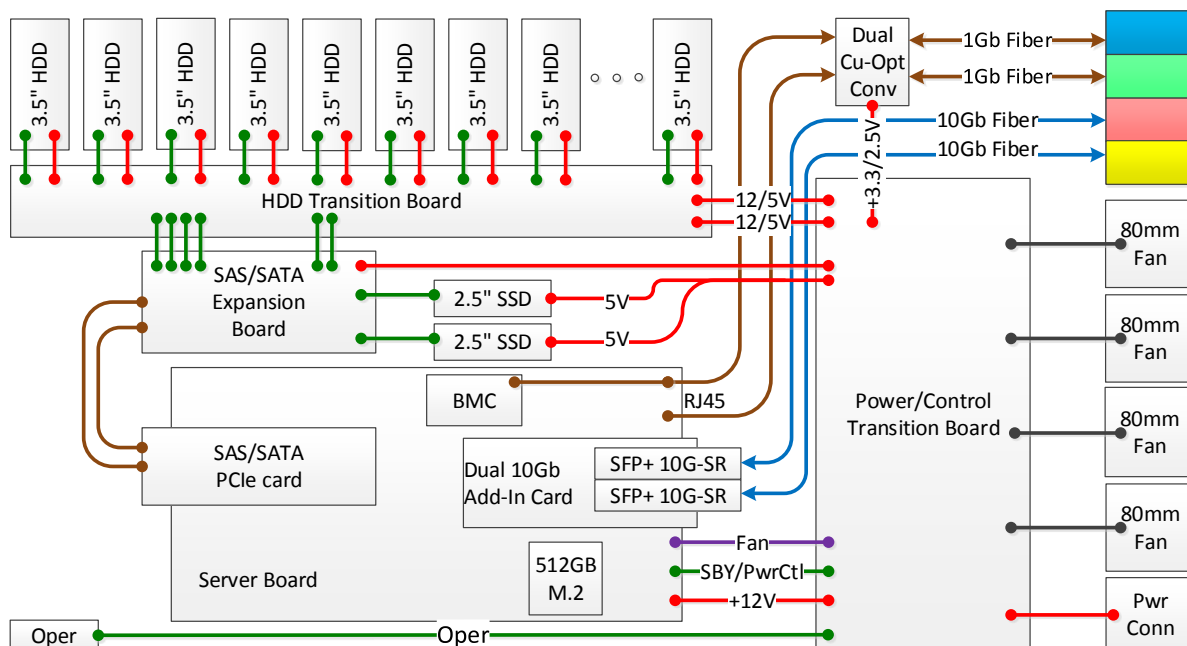 3.5" HDD
3.5" HDD
3.5" HDD
3.5" HDD
3.5" HDD
3.5" HDD
3.5" HDD
3.5" HDD
3.5" HDD
Dual
Cu-Opt
Conv
1Gb Fiber
1Gb Fiber
10Gb Fiber
10Gb Fiber
+3.3/2.5V
HDD Transition Board
12/5V
12/5V
80mm
Fan
SAS/SATA
Expansion
Board
2.5" SSD
5V
2.5" SSD
5V
80mm
Fan
BMC
RJ45
Power/Control
Transition Board
80mm
Fan
SAS/SATA
PCIe card
Dual 10Gb
Add-In Card
SFP+ 10G-SR
SFP+ 10G-SR
80mm
Fan
Server Board
512GB
M.2
Fan
SBY/PwrCtl
+12V
Pwr
Conn
Oper
Oper